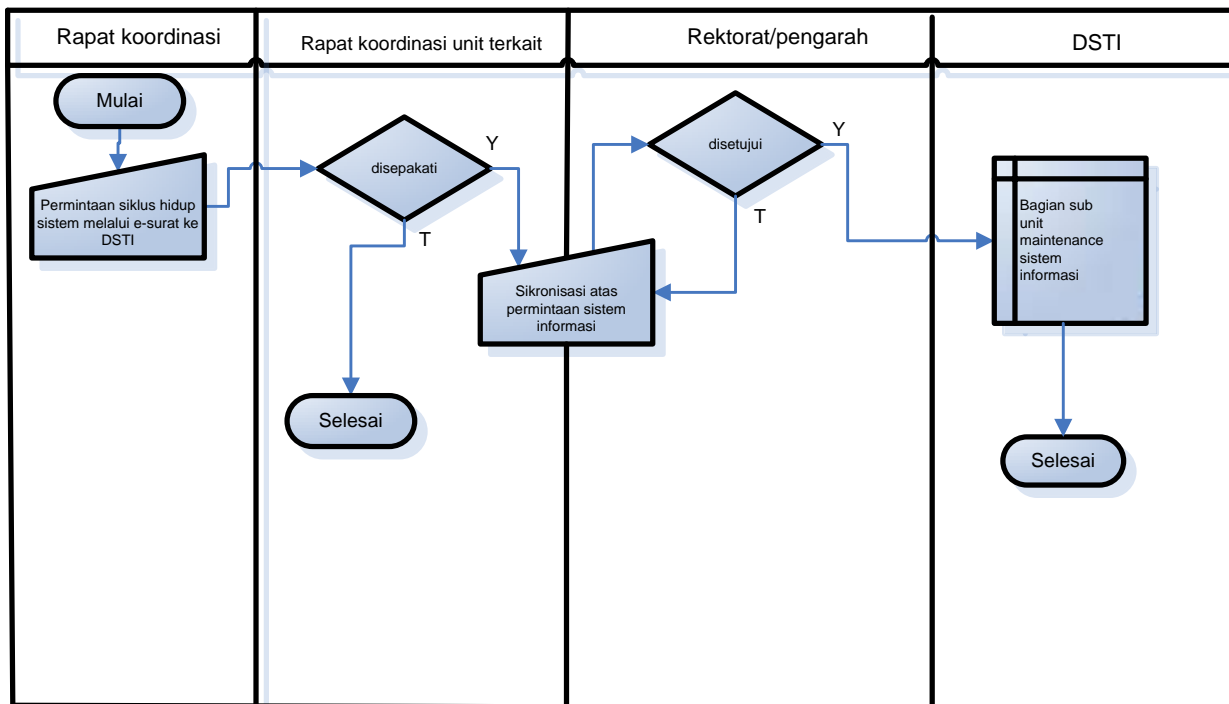 Rapat koordinasi
Rapat koordinasi unit terkait
Rektorat/pengarah
DSTI
Mulai
Permintaan siklus hidup
sistem melalui e-surat ke
DSTI
disepakati
Y
T
Selesai
Sikronisasi atas
permintaan sistem
informasi
disetujui
Y
T
Bagian sub
unit
maintenance
sistem
informasi
Selesai